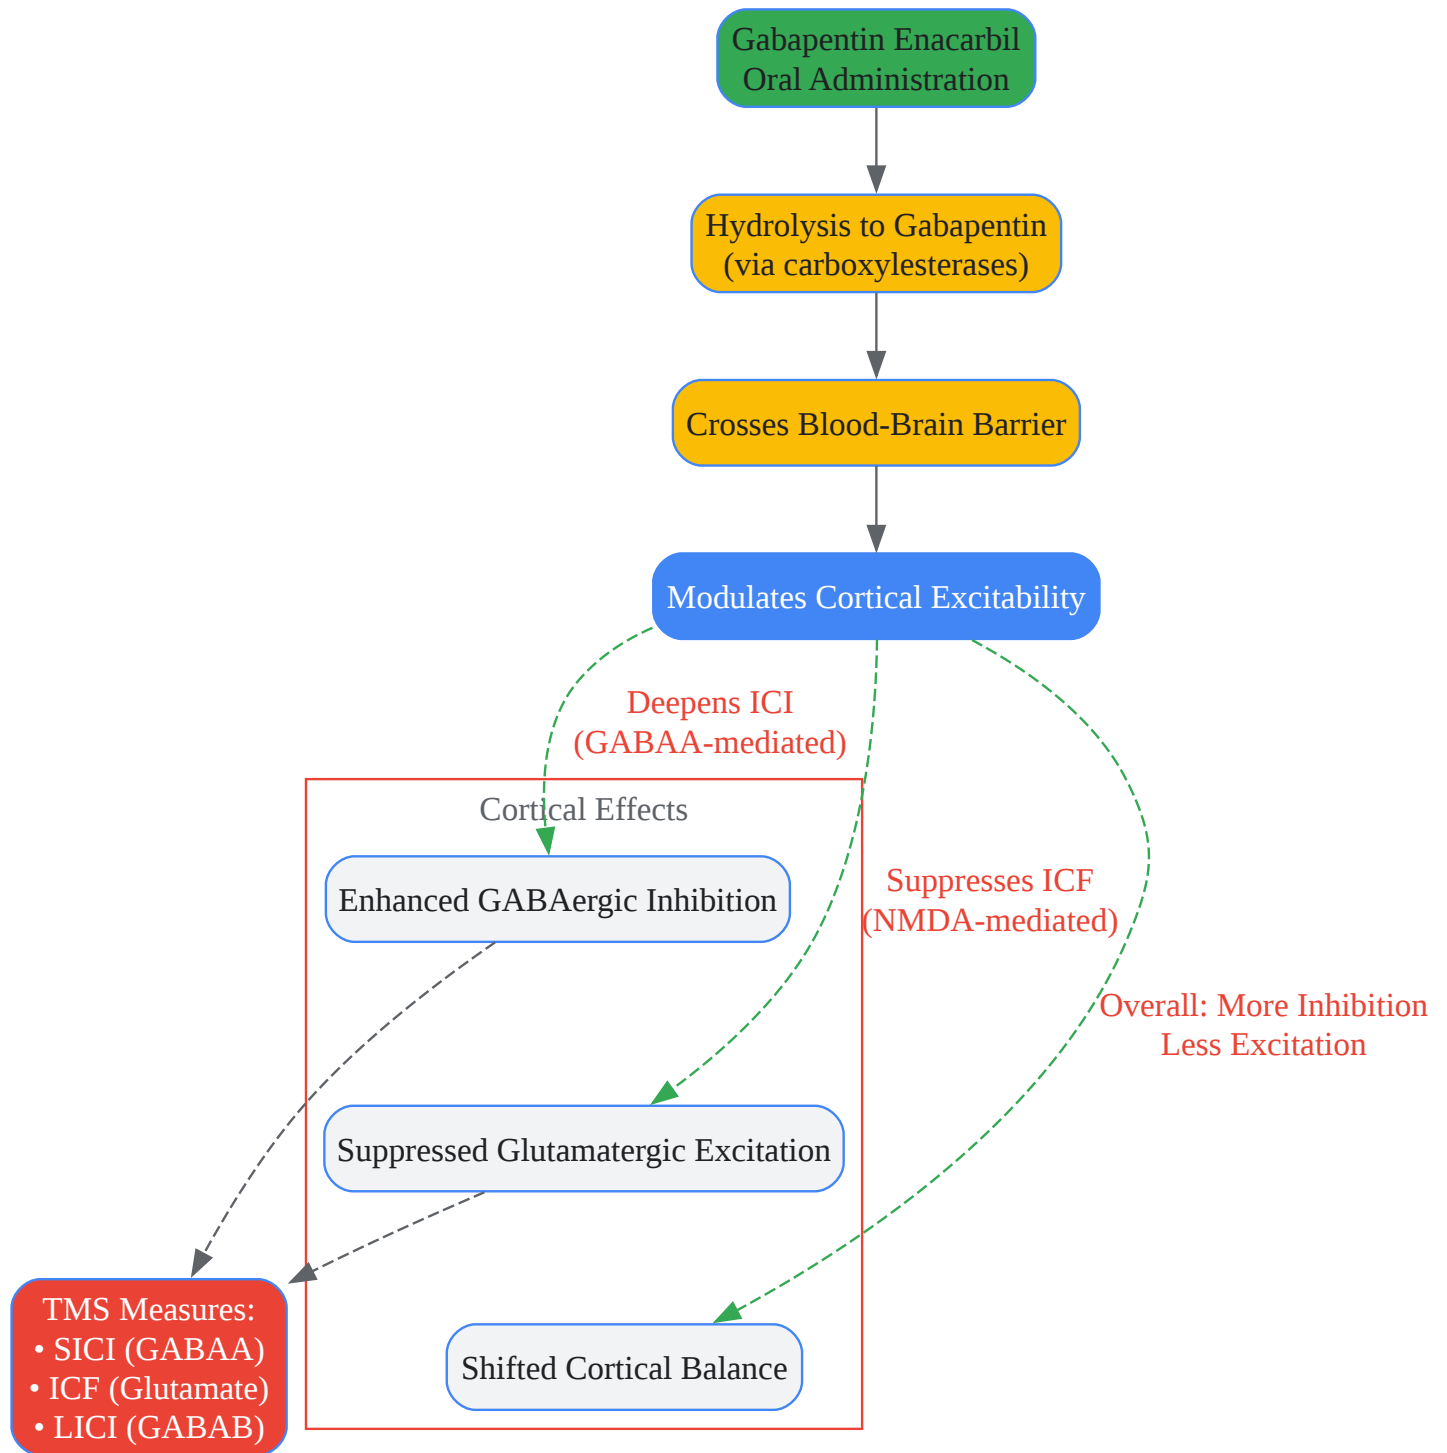 Gabapentin Enacarbil
Oral Administration
Hydrolysis to Gabapentin
(via carboxylesterases)
Crosses Blood-Brain Barrier
Modulates Cortical Excitability
Deepens ICI
(GABAA-mediated)
Cortical Effects
Enhanced GABAergic Inhibition
Suppresses ICF
(NMDA-mediated)
Overall: More Inhibition
Less Excitation
Suppressed Glutamatergic Excitation
TMS Measures:
• SICI (GABAA)
• ICF (Glutamate)
• LICI (GABAB)
Shifted Cortical Balance